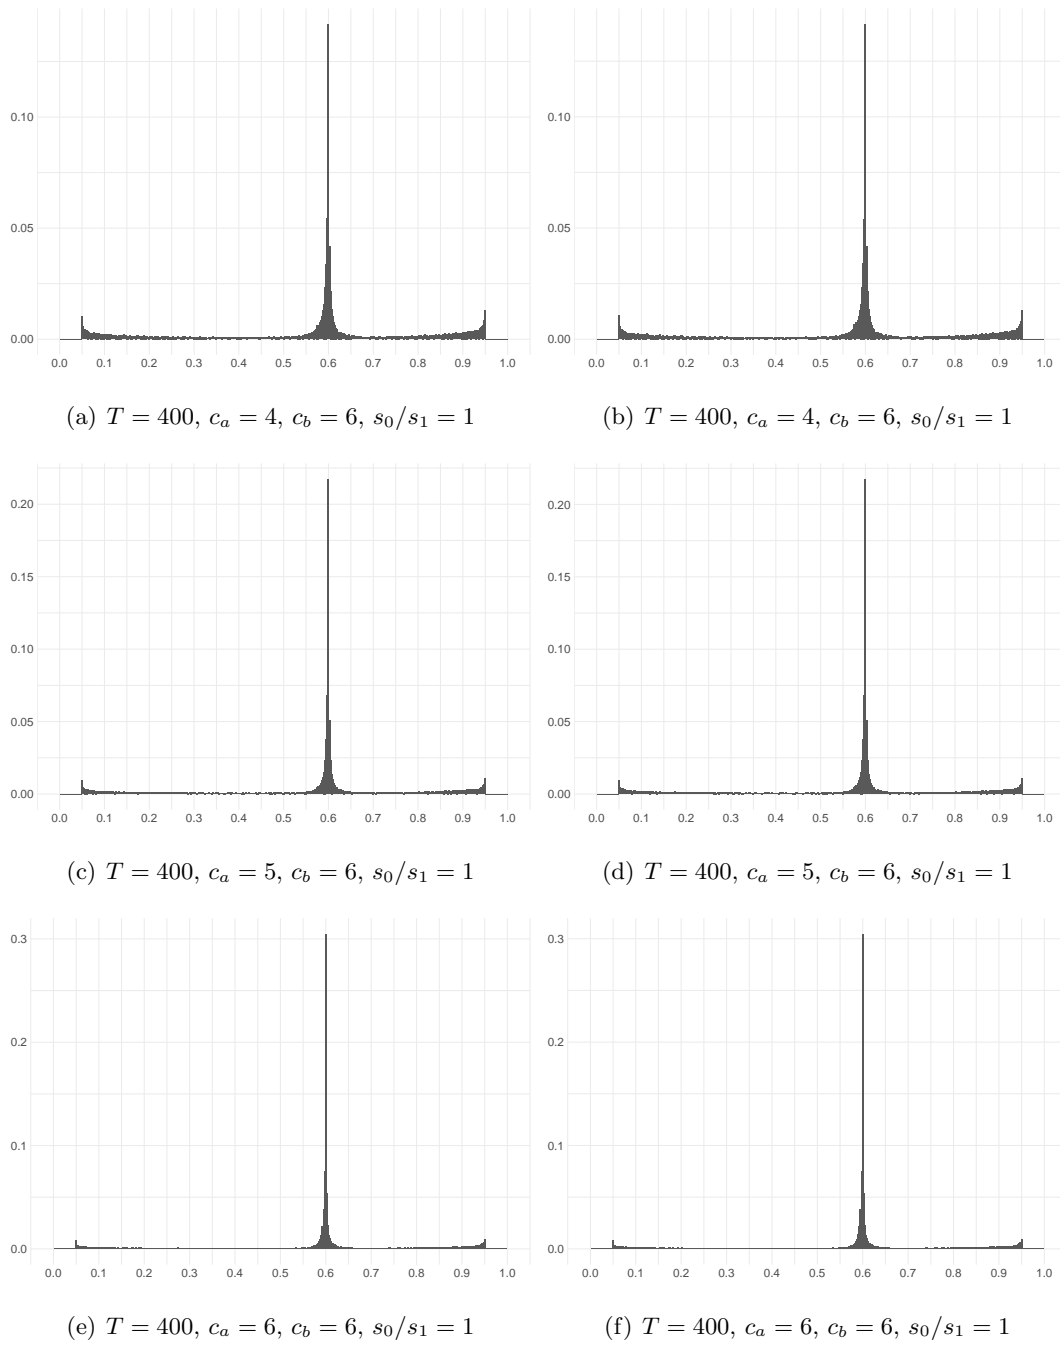 0.10
0.05
0.00
0.0 0.1 0.2 0.3 0.4 0.5 0.6 0.7 0.8 0.9 1.0
(a) T = 400, c_a = 4, c_b = 6, s_0/s_1 = 1
0.10
0.05
0.00
0.0 0.1 0.2 0.3 0.4 0.5 0.6 0.7 0.8 0.9 1.0
(b) T = 400, c_a = 4, c_b = 6, s_0/s_1 = 1
0.20
0.15
0.10
0.05
0.00
0.0 0.1 0.2 0.3 0.4 0.5 0.6 0.7 0.8 0.9 1.0
(c) T = 400, c_a = 5, c_b = 6, s_0/s_1 = 1
0.20
0.15
0.10
0.05
0.00
0.0 0.1 0.2 0.3 0.4 0.5 0.6 0.7 0.8 0.9 1.0
(d) T = 400, c_a = 5, c_b = 6, s_0/s_1 = 1
0.3
0.2
0.1
0.0
0.0 0.1 0.2 0.3 0.4 0.5 0.6 0.7 0.8 0.9 1.0
(e) T = 400, c_a = 6, c_b = 6, s_0/s_1 = 1
0.3
0.2
0.1
0.0
0.0 0.1 0.2 0.3 0.4 0.5 0.6 0.7 0.8 0.9 1.0
(f) T = 400, c_a = 6, c_b = 6, s_0/s_1 = 1